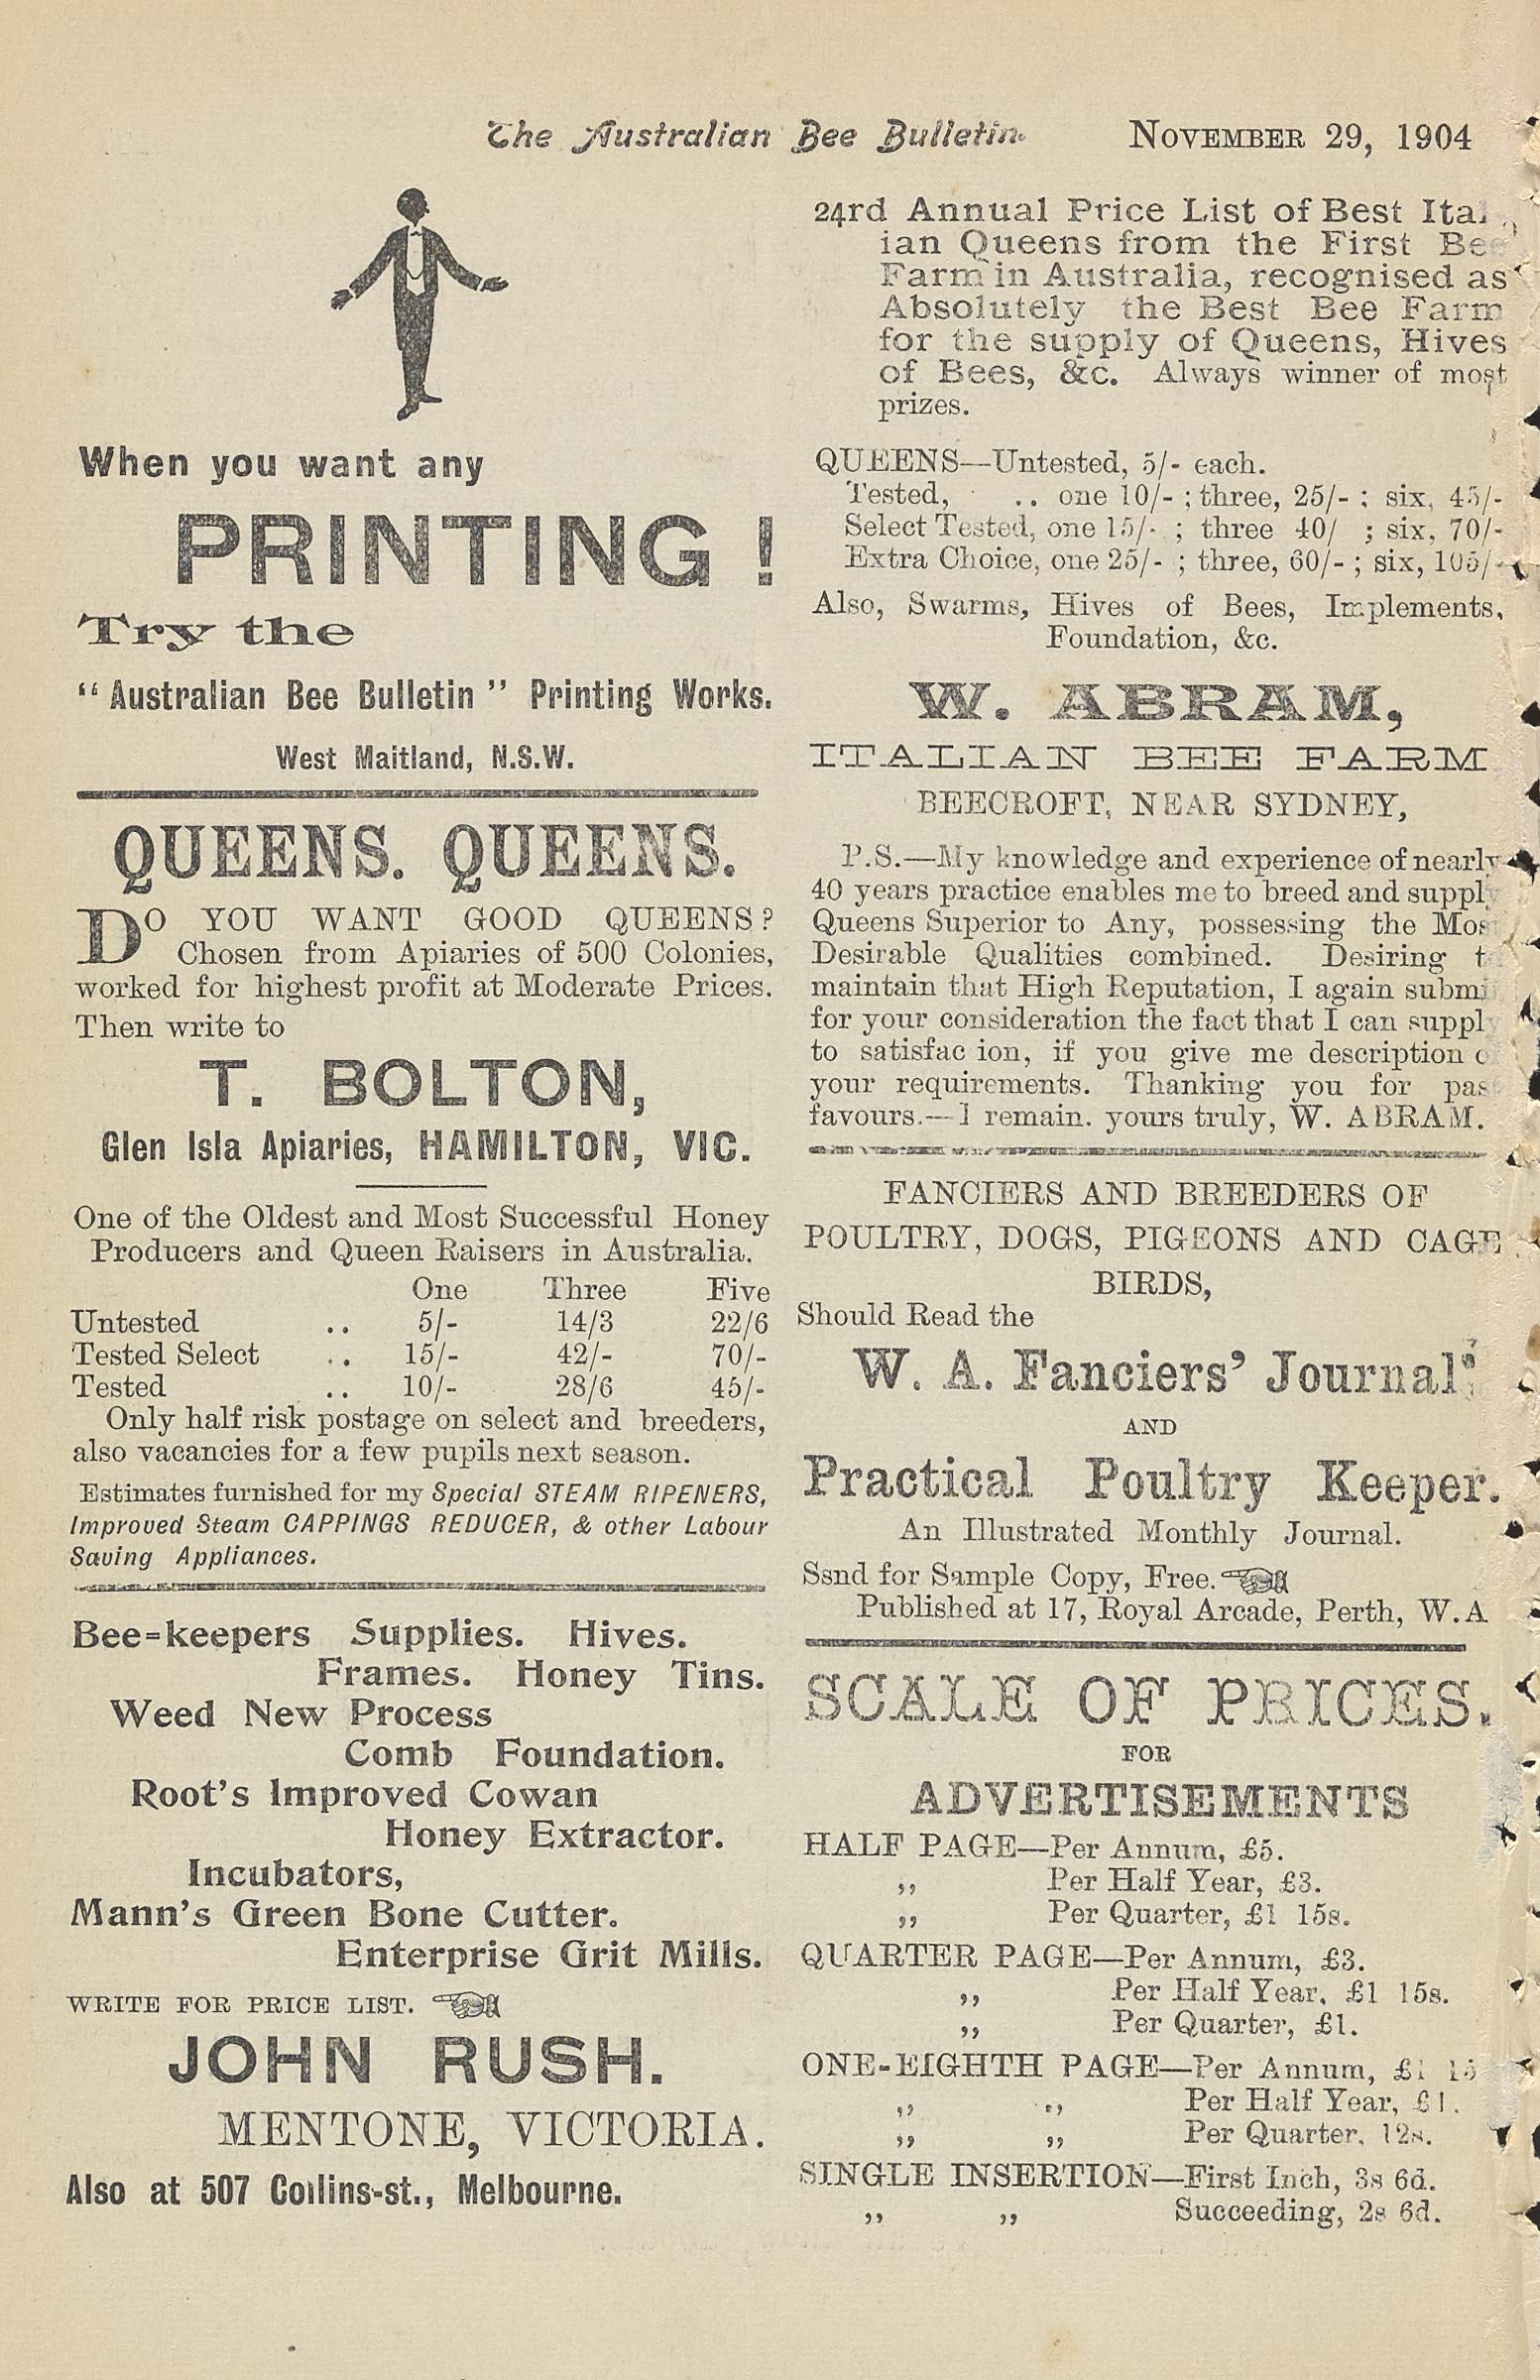 The Australian Bee Bulletin. NOVEMBER 29, 1904
When you want any
PRINTING !
Try the
“ Australian Bee Bulletin ” Printing Works.
West Maitland, N.S.W.
QUEENS. QUEENS.
DO YOU WANT GOOD QUEENS?
Chosen from Apiaries of 500 Colonies,
worked for highest profit at Moderate Prices.
Then write to
T. BOLTON,
Glen Isla Apiaries, HAMILTON, VIC.
One of the Oldest and Most Successful Honey
Producers and Queen Raisers in Australia.
One Three Five
Untested .. 5/- 14/3 22/6
Tested Select .. 15/- 42/- 70/-
Tested .. 10/- 28/6 45/-
Only half risk postage on select and breeders,
also vacancies for a few pupils next season.
Estimates furnished for my Special STEAM RIPENERS,
Improved Steam CAPPINGS REDUCER, & other Labour
Saving Appliances.
Bee-keepers Supplies. Hives.
Frames. Honey Tins.
Weed New Process
Comb Foundation.
Root's Improved Cowan
Honey Extractor.
Incubators,
Mann's Green Bone Cutter.
Enterprise Grit Mills.
WRITE FOR PRICE LIST.
JOHN RUSH.
MENTONE, VICTORIA.
Also at 507 Collins-st., Melbourne.
24rd Annual Price List of Best Ital
ian Queens from the First Bee
Farm in Australia, recognised as
Absolutely the Best Bee Farm
for the supply of Queens, Hives
of Bees, &c. Always winner of most
prizes.
QUEENS—Untested, 5/- each.
Tested, .. one 10/- ; three, 25/- ; six, 45/-
Select Tested, one 15/- ; three 40/ ; six, 70/-
Extra Choice, one 25/- ; three, 60/- ; six, 105/-
Also, Swarms, Hives of Bees, Implements,
Foundation, &c.
W. ABRAM,
ITALIAN BEE FARM
BEECROFT, NEAR SYDNEY,
P.S.—My knowledge and experience of nearly
40 years practice enables me to breed and supply
Queens Superior to Any, possessing the Mos
Desirable Qualities combined. Desiring t
maintain that High Reputation, I again submi
for your consideration the fact that I can supply
to satisfac ion, if you give me description o
your requirements. Thanking you for pas
favours.—I remain. yours truly, W. ABRAM.
FANCIERS AND BREEDERS OF
POULTRY, DOGS, PIGEONS AND CAGE
BIRDS,
Should Read the
W. A. Fanciers’ Journal
AND
Practical Poultry Keeper.
An Illustrated Monthly Journal.
Ssnd for Sample Copy, Free.
Published at 17, Royal Arcade, Perth, W.A
SCALE OF PRICES.
FOR
ADVERTISEMENTS
HALF PAGE—Per Annum, £5.
„ Per Half Year, £3.
„ Per Quarter, £1 15s.
QUARTER PAGE—Per Annum, £3.
„ Per Half Year, £1 15s.
„ Per Quarter, £1.
ONE-EIGHTH PAGE—Per Annum, £1 15
„ „ Per Half Year, £1.
„ „ Per Quarter. 12s.
SINGLE INSERTION—First Inch, 3s 6d.
„ „ Succeeding, 2s 6d.